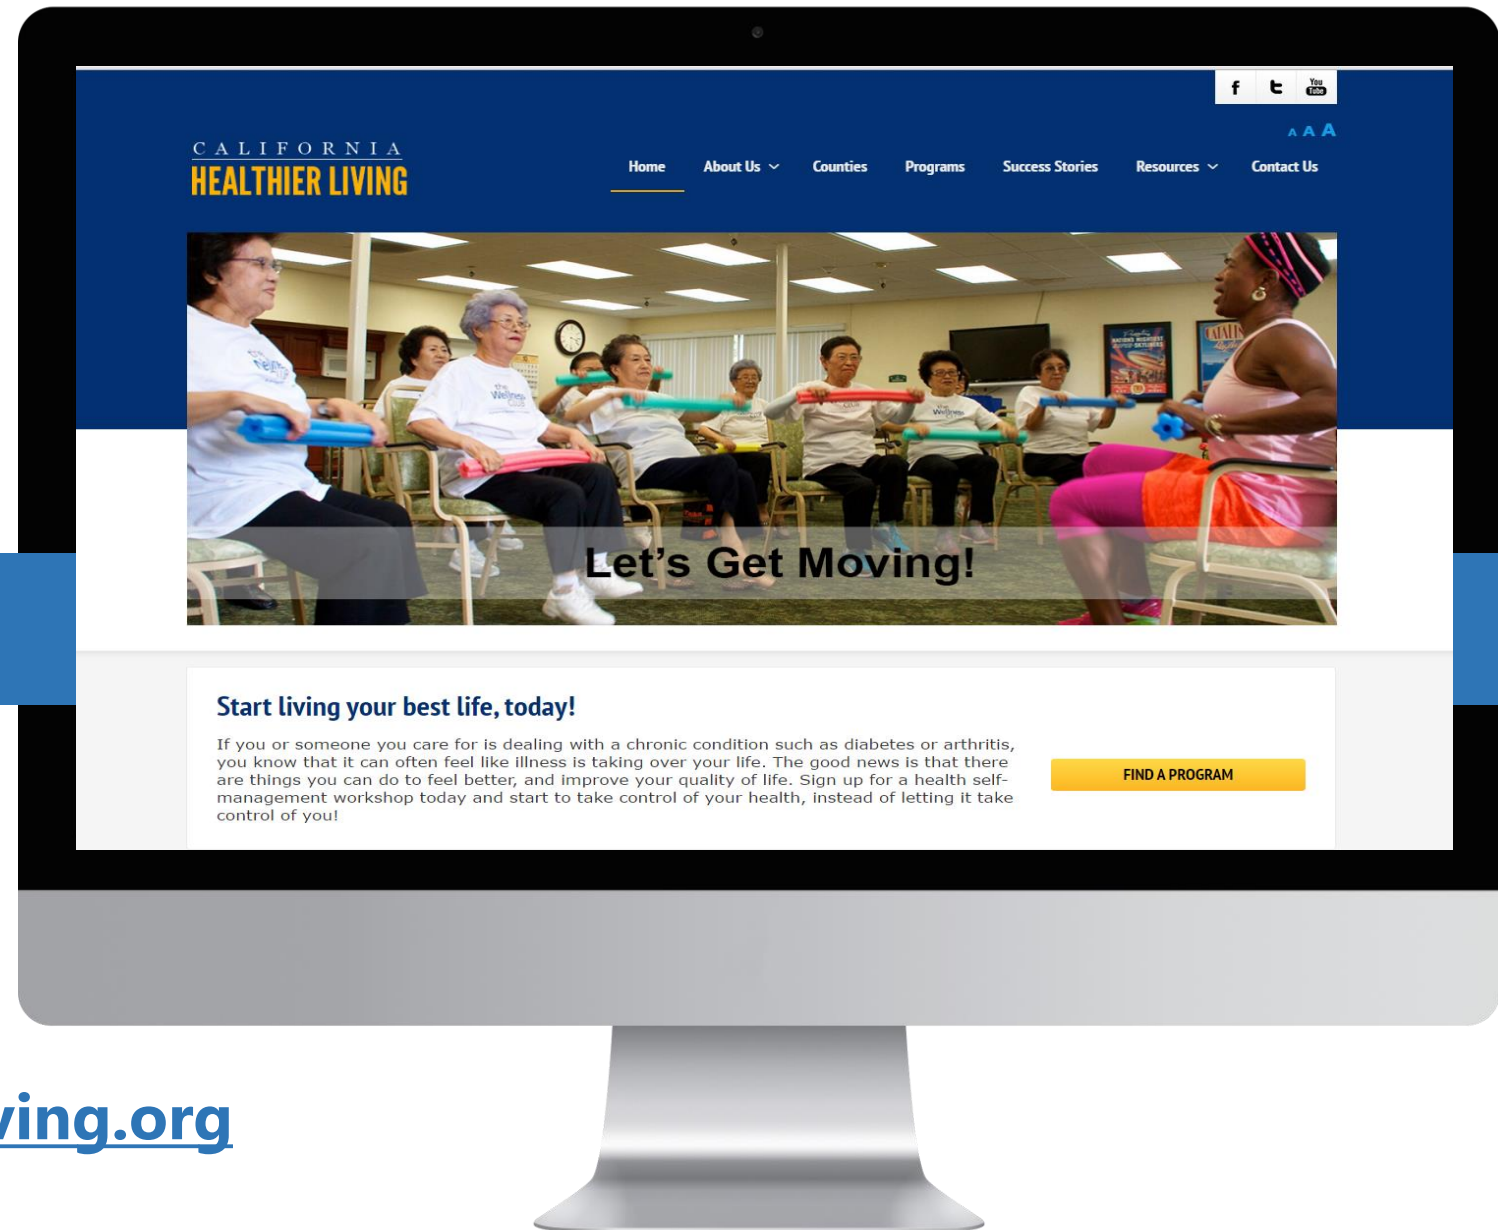 f t You Tube
A A A
CALIFORNIA
HEALTHIER LIVING
Home About Us Counties Programs Success Stories Resources Contact Us
the Wellness
Let's Get Moving!
Start living your best life, today!
If you or someone you care for is dealing with a chronic condition such as diabetes or arthritis,
you know that it can often feel like illness is taking over your life. The good news is that there
are things you can do to feel better, and improve your quality of life. Sign up for a health self-
management workshop today and start to take control of your health, instead of letting it take
control of you!
FIND A PROGRAM
ving.org